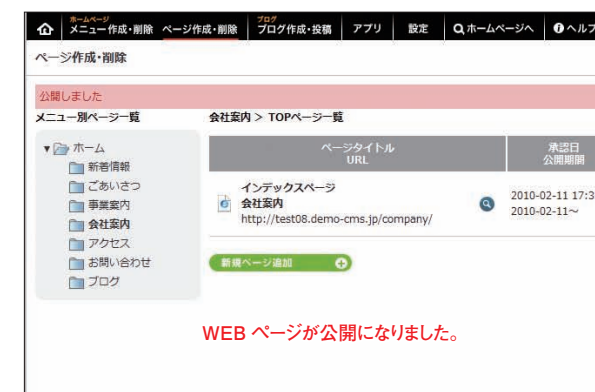 ホームページ
メニュー作成・削除 ページ作成・削除
ブログ
ブログ作成・投稿 アプリ 設定 ホームページへ ヘルプ
ページ作成・削除
公開しました
メニュー別ページ一覧
▼ ホーム
新着情報
ごあいさつ
事業案内
会社案内
アクセス
お問い合わせ
ブログ
会社案内 > TOPページ一覧
ページタイトル
URL
承認日
公開期間
インデックスページ
会社案内
http://test08.demo-cms.jp/company/
2010-02-11 17:3
2010-02-11～
新規ページ追加
WEB ページが公開になりました。